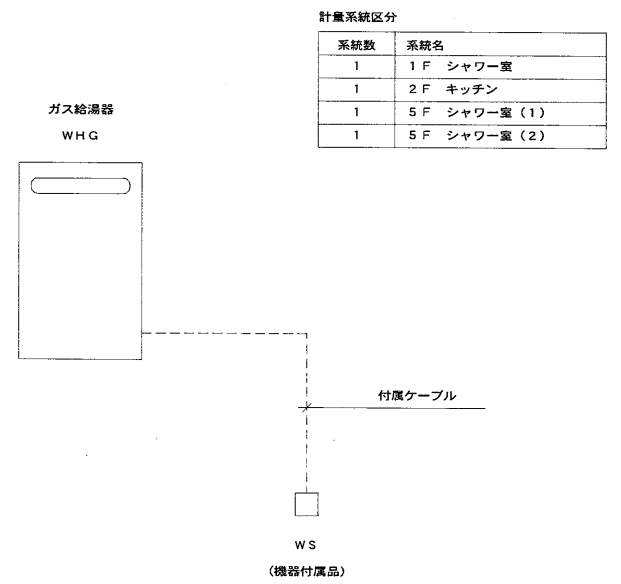 計量系統区分
系統数 系統名
1 1F シャワー室
1 2F キッチン
1 5F シャワー室(1)
1 5F シャワー室(2)
ガス給湯器
WHG
付属ケーブル
WS
(機器付属品)